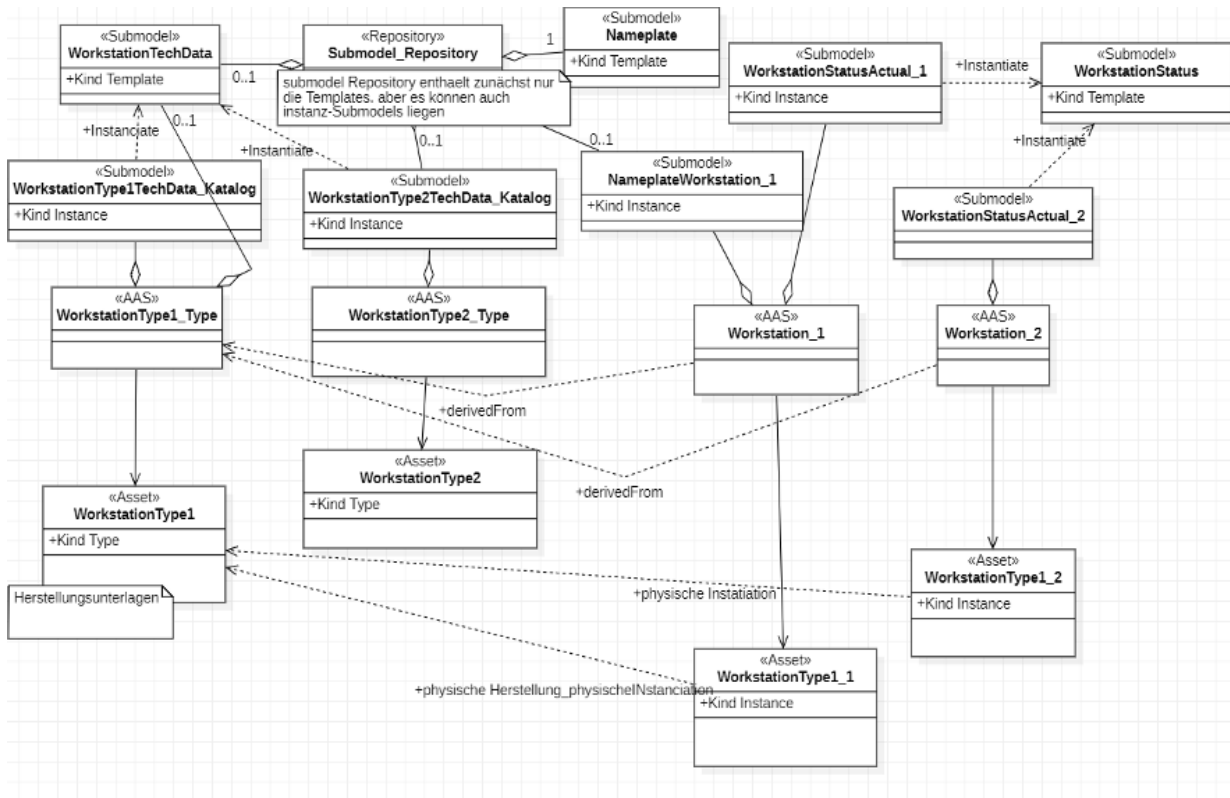 «Submodel»
WorkstationTechData
+Kind Template
«Repository»
Submodel_Repository
submodel Repository enthaelt zunächst nur
die Templates. aber es können auch
instanz-Submodels liegen
«Submodel»
Nameplate
+Kind Template
«Submodel»
WorkstationStatusActual_1
+Kind Instance
«Submodel»
WorkstationStatus
+Kind Template
0..1
1
+Instantiate
0..1
+Instanciate
+Instantiate
0..1
0..1
+Instantiate
«Submodel»
WorkstationType1TechData_Katalog
+Kind Instance
«Submodel»
WorkstationType2TechData_Katalog
+Kind Instance
«Submodel»
NameplateWorkstation_1
+Kind Instance
«Submodel»
WorkstationStatusActual_2
«AAS»
WorkstationType1_Type
«AAS»
WorkstationType2_Type
«AAS»
Workstation_1
«AAS»
Workstation_2
+derivedFrom
+derivedFrom
«Asset»
WorkstationType1
+Kind Type
Herstellungsunterlagen
«Asset»
WorkstationType2
+Kind Type
«Asset»
WorkstationType1_2
+Kind Instance
+physische Instatiation
+physische Herstellung_physischeINstanciation
«Asset»
WorkstationType1_1
+Kind Instance